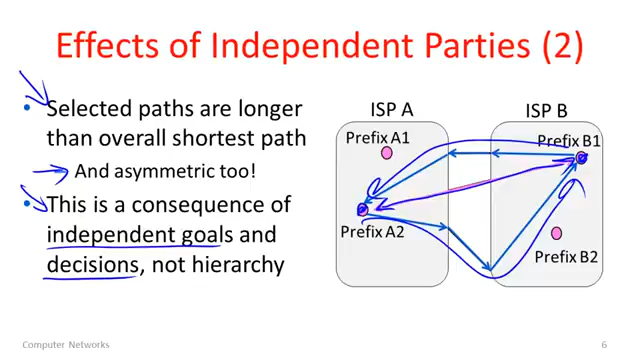 Effects of Independent Parties (2)
• Selected paths are longer
than overall shortest path
And asymmetric too!
• This is a consequence of
independent goals and
decisions, not hierarchy
ISP A
ISP B
Prefix A1
Prefix B1
Prefix A2
Prefix B2
Computer Networks
6